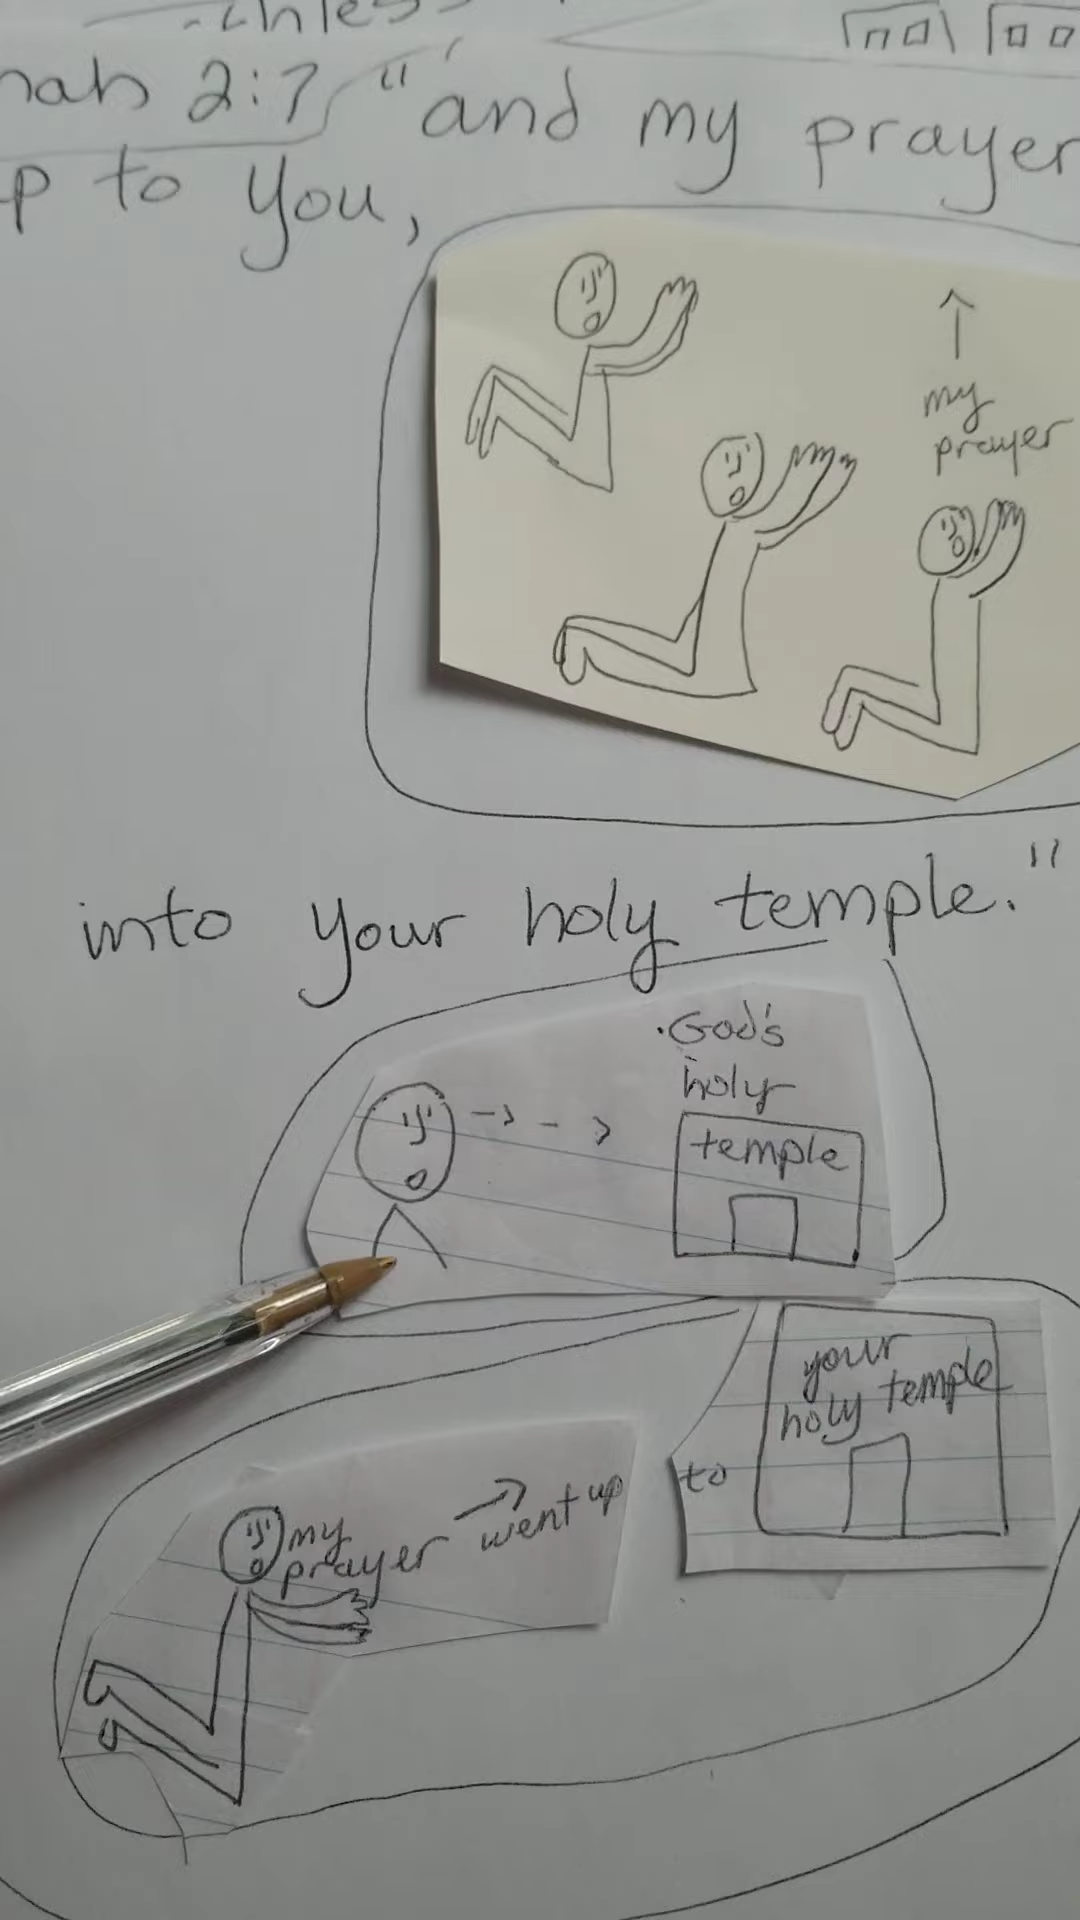 nah 2:7 "and my prayer
p to you,
↑
my
prayer
into your holy temple."
God's
holy
temple
your
holy temple
to
my
prayer → went up